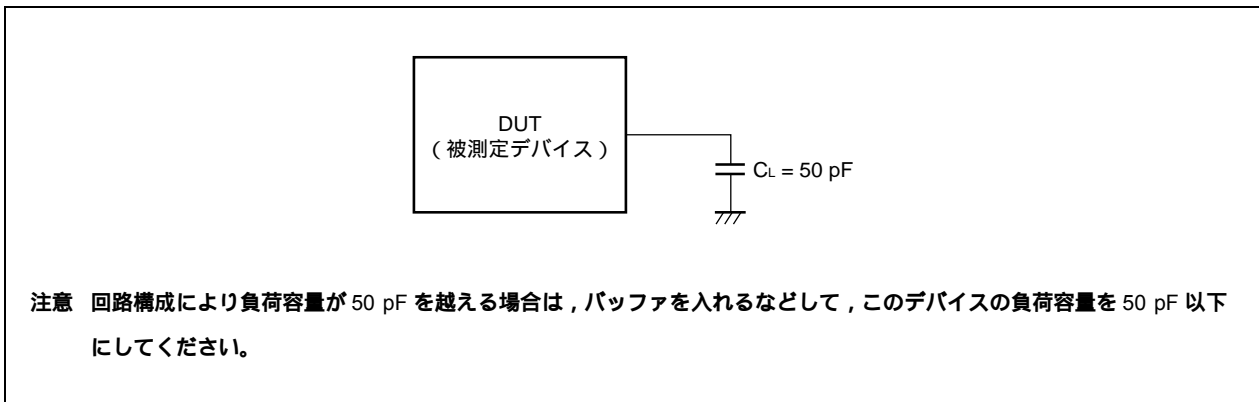 DUT
( 被測定デバイス )
CL = 50 pF
注意 回路構成により負荷容量が 50 pF を越える場合は , バッファを入れるなどして , このデバイスの負荷容量を 50 pF 以下
にしてください。